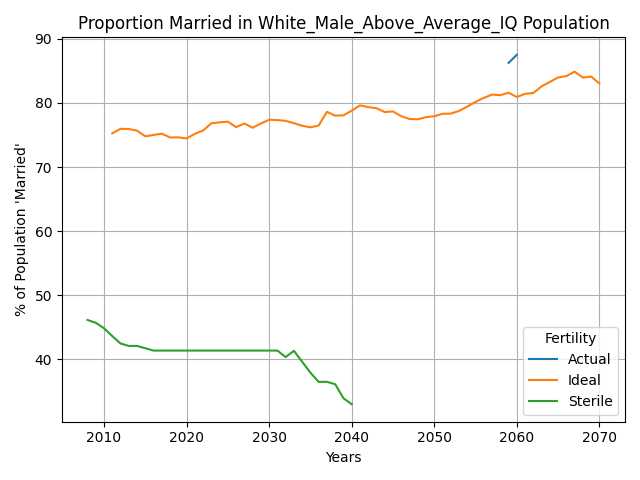 Proportion Married in White_Male_Above_Average_IQ Population
% of Population 'Married'
90
80
70
60
50
40
2010 2020 2030 2040 2050 2060 2070
Years
Fertility
Actual
Ideal
Sterile